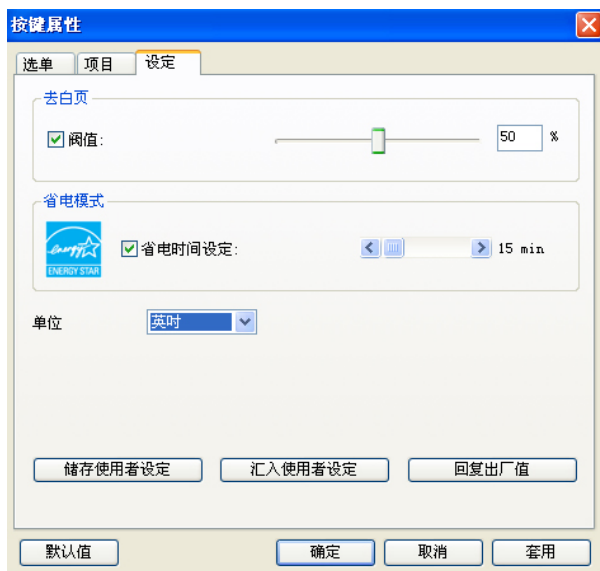 按键属性
选单 项目 设定
去白页
阀值: 50 %
省电模式
energy
ENERGY STAR
省电时间设定: 15 min
单位 英吋
储存使用者设定 汇入使用者设定 回复出厂值
默认值 确定 取消 套用